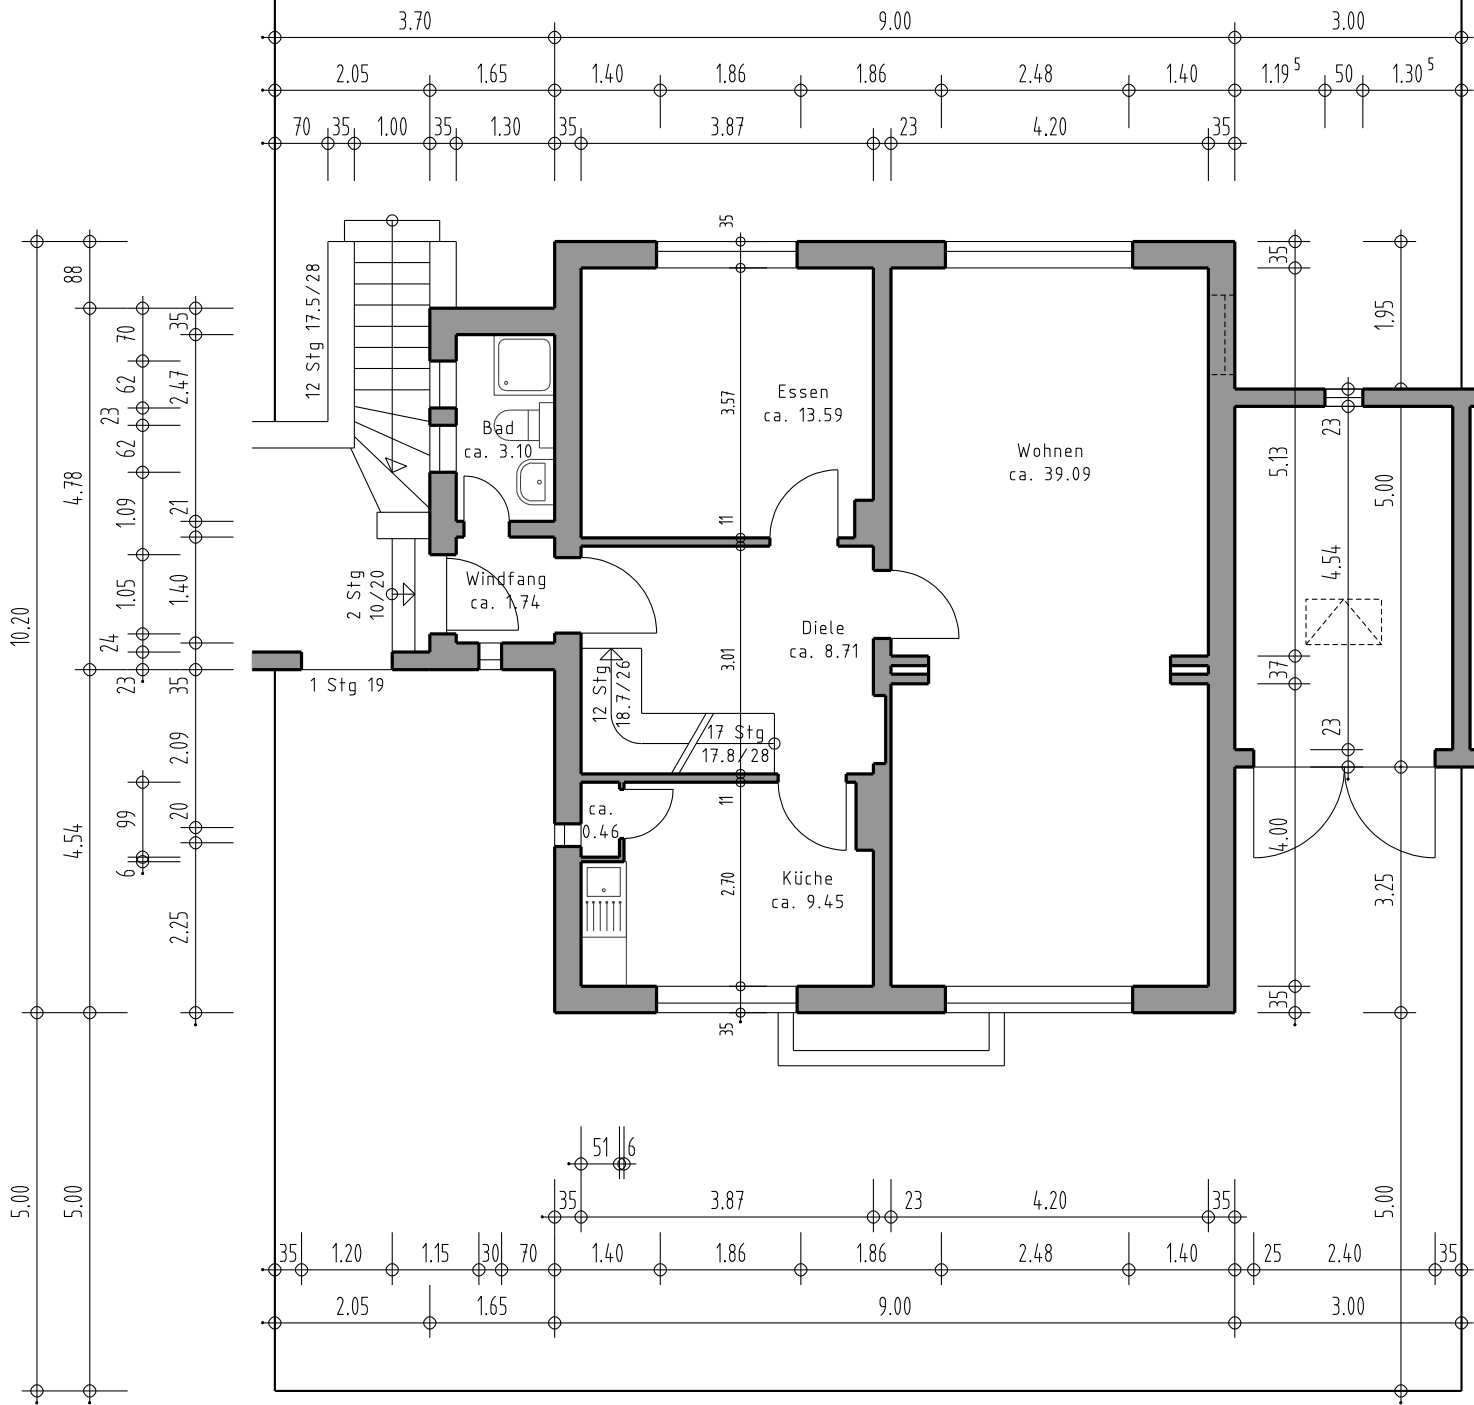 3.70 9.00 3.00
2.05 1.65 1.40 1.86 1.86 2.48 1.40 1.19⁵ 50 1.30⁵
70 35 1.00 35 1.30 35 3.87 23 4.20 35
10.20
5.00
88
4.78
4.54
5.00
70
62
23
62
1.09
1.05
24
23
99
6
35
2.47
21
1.40
35
2.09
20
2.25
12 Stg 17.5/28
2 Stg
10/20
1 Stg 19
Bad
ca. 3.10
Windfang
ca. 1.74
Essen
ca. 13.59
Wohnen
ca. 39.09
Diele
ca. 8.71
12 Stg
18.7/26
17 Stg
17.8/28
ca.
0.46
Küche
ca. 9.45
35
3.57
11
3.01
11
2.70
35
35
5.13
37
4.00
35
23
4.54
23
1.95
5.00
3.25
5.00
51 6
35 3.87 23 4.20 35
35 1.20 1.15 30 70 1.40 1.86 1.86 2.48 1.40 25 2.40 35
2.05 1.65 9.00 3.00